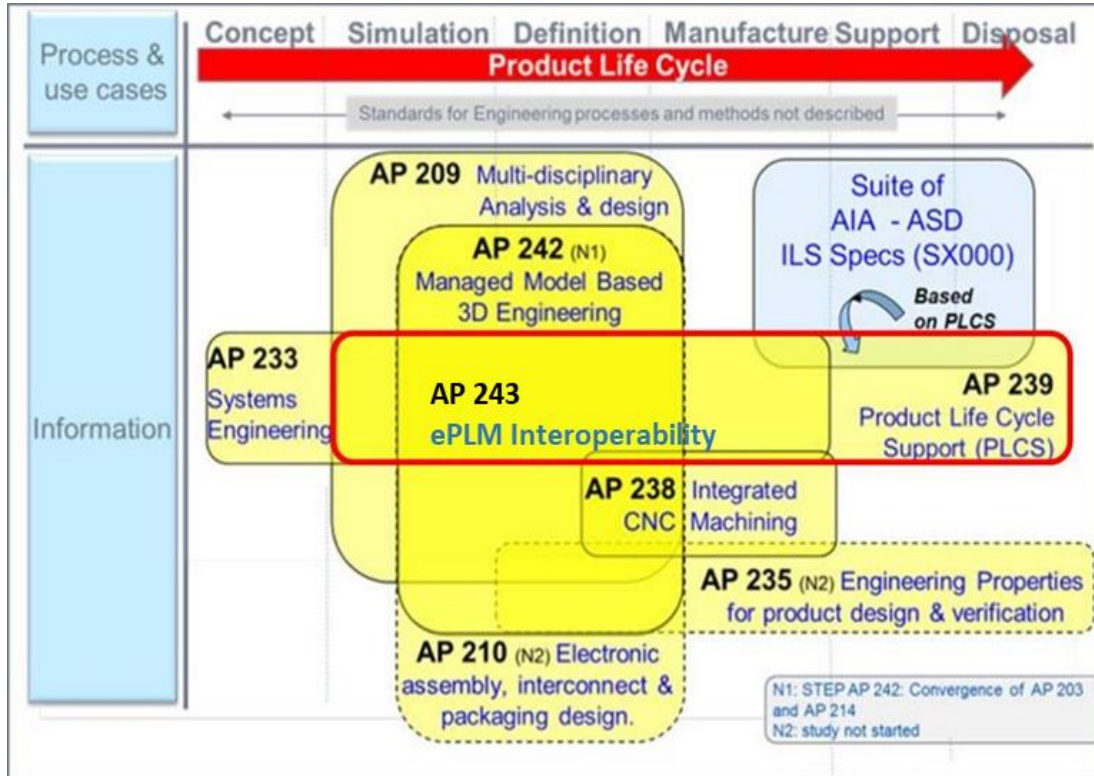 Process &
use cases
Concept Simulation Definition Manufacture Support Disposal
Product Life Cycle
Standards for Engineering processes and methods not described
Information
AP 209 Multi-disciplinary
Analysis & design
AP 242 (N1)
Managed Model Based
3D Engineering
Suite of
AIA - ASD
ILS Specs (SX000)
Based
on PLCS
AP 233
Systems
Engineering
AP 243
ePLM Interoperability
AP 239
Product Life Cycle
Support (PLCS)
AP 238 Integrated
CNC Machining
AP 235 (N2) Engineering Properties
for product design & verification
AP 210 (N2) Electronic
assembly, interconnect &
packaging design.
N1: STEP AP 242: Convergence of AP 203
and AP 214
N2: study not started